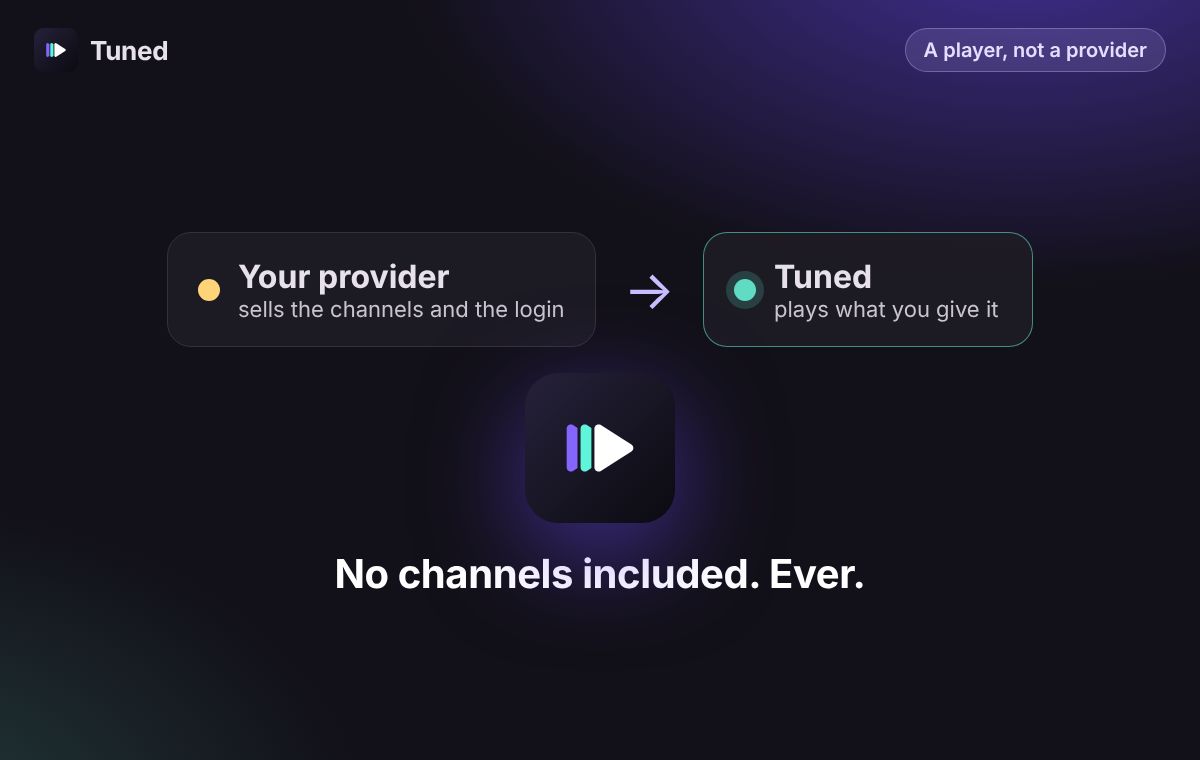 Tuned
A player, not a provider
Your provider
sells the channels and the login
Tuned
plays what you give it
No channels included. Ever.